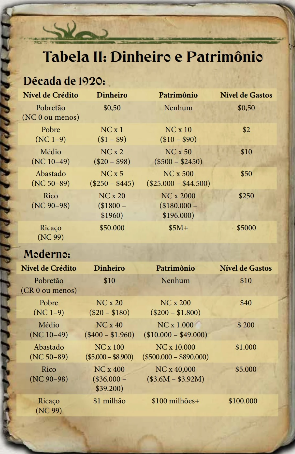 Tabela II: Dinheiro e Patrimônio
Década de 1920:
Nível de Crédito Dinheiro Patrimônio Nível de Gastos
Pobretão $0,50 Nenhum $0,50
(NC 0 ou menos)
Pobre NC x 1 NC x 10 $2
(NC 1–9) ($1 – $9) ($10 – $90)
Médio NC x 2 NC x 50 $10
(NC 10–49) ($20 – $98) ($500 – $2450)
Abastado NC x 5 NC x 500 $50
(NC 50–89) ($250 – $445) ($25.000 – $44.500)
Rico NC x 20 NC x 2000 $250
(NC 90–98) ($1800 – ($180.000 –
$1960) $196.000)
Ricaço $50.000 $5M+ $5000
(NC 99)
Moderno:
Nível de Crédito Dinheiro Patrimônio Nível de Gastos
Pobretão $10 Nenhum $10
(CR 0 ou menos)
Pobre NC x 20 NC x 200 $40
(NC 1–9) ($20 – $180) ($200 – $1.800)
Médio NC x 40 NC x 1.000 $ 200
(NC 10–49) ($400 – $1.960) ($10.000 – $49.000)
Abastado NC x 100 NC x 10.000 $1.000
(NC 50–89) ($5.000 – $8.900) ($500.000 – $890.000)
Rico NC x 400 NC x 40,000 $5.000
(NC 90–98) ($36.000 – ($3.6M – $3.92M)
$39.200)
Ricaço $1 milhão $100 milhões+ $100.000
(NC 99)